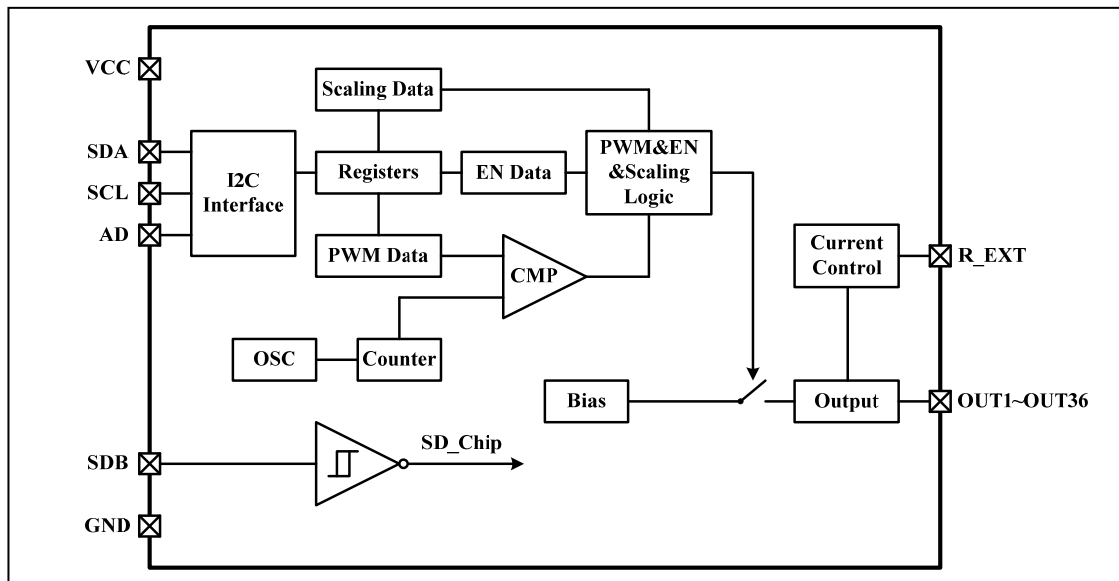 VCC
Scaling Data
SDA
SCL
AD
I2C
Interface
Registers
EN Data
PWM&EN
&Scaling
Logic
PWM Data
CMP
Current
Control
R_EXT
OSC
Counter
Bias
Output
OUT1~OUT36
SDB
SD_Chip
GND